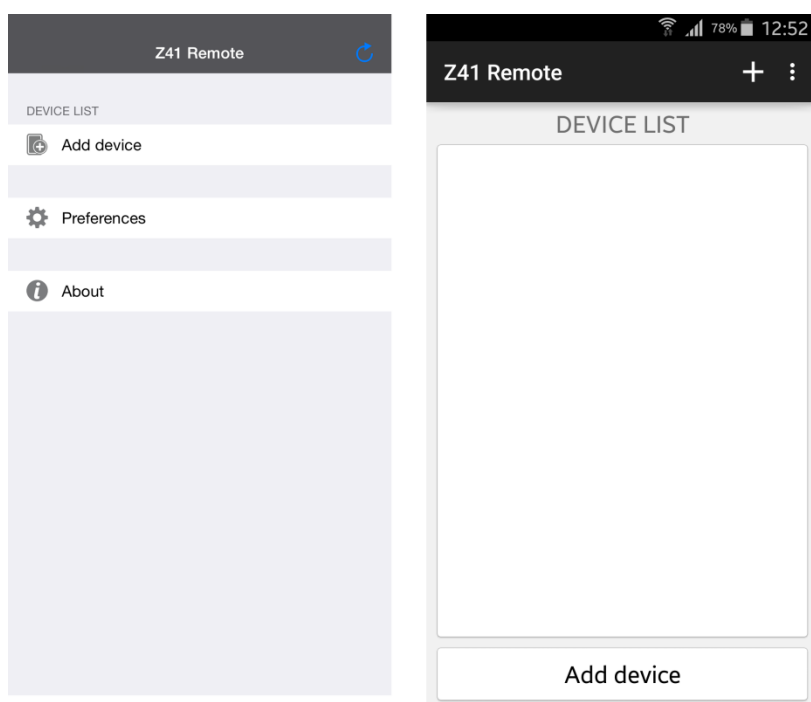 Z41 Remote
DEVICE LIST
Add device
Preferences
About
78% 12:52
Z41 Remote
DEVICE LIST
Add device